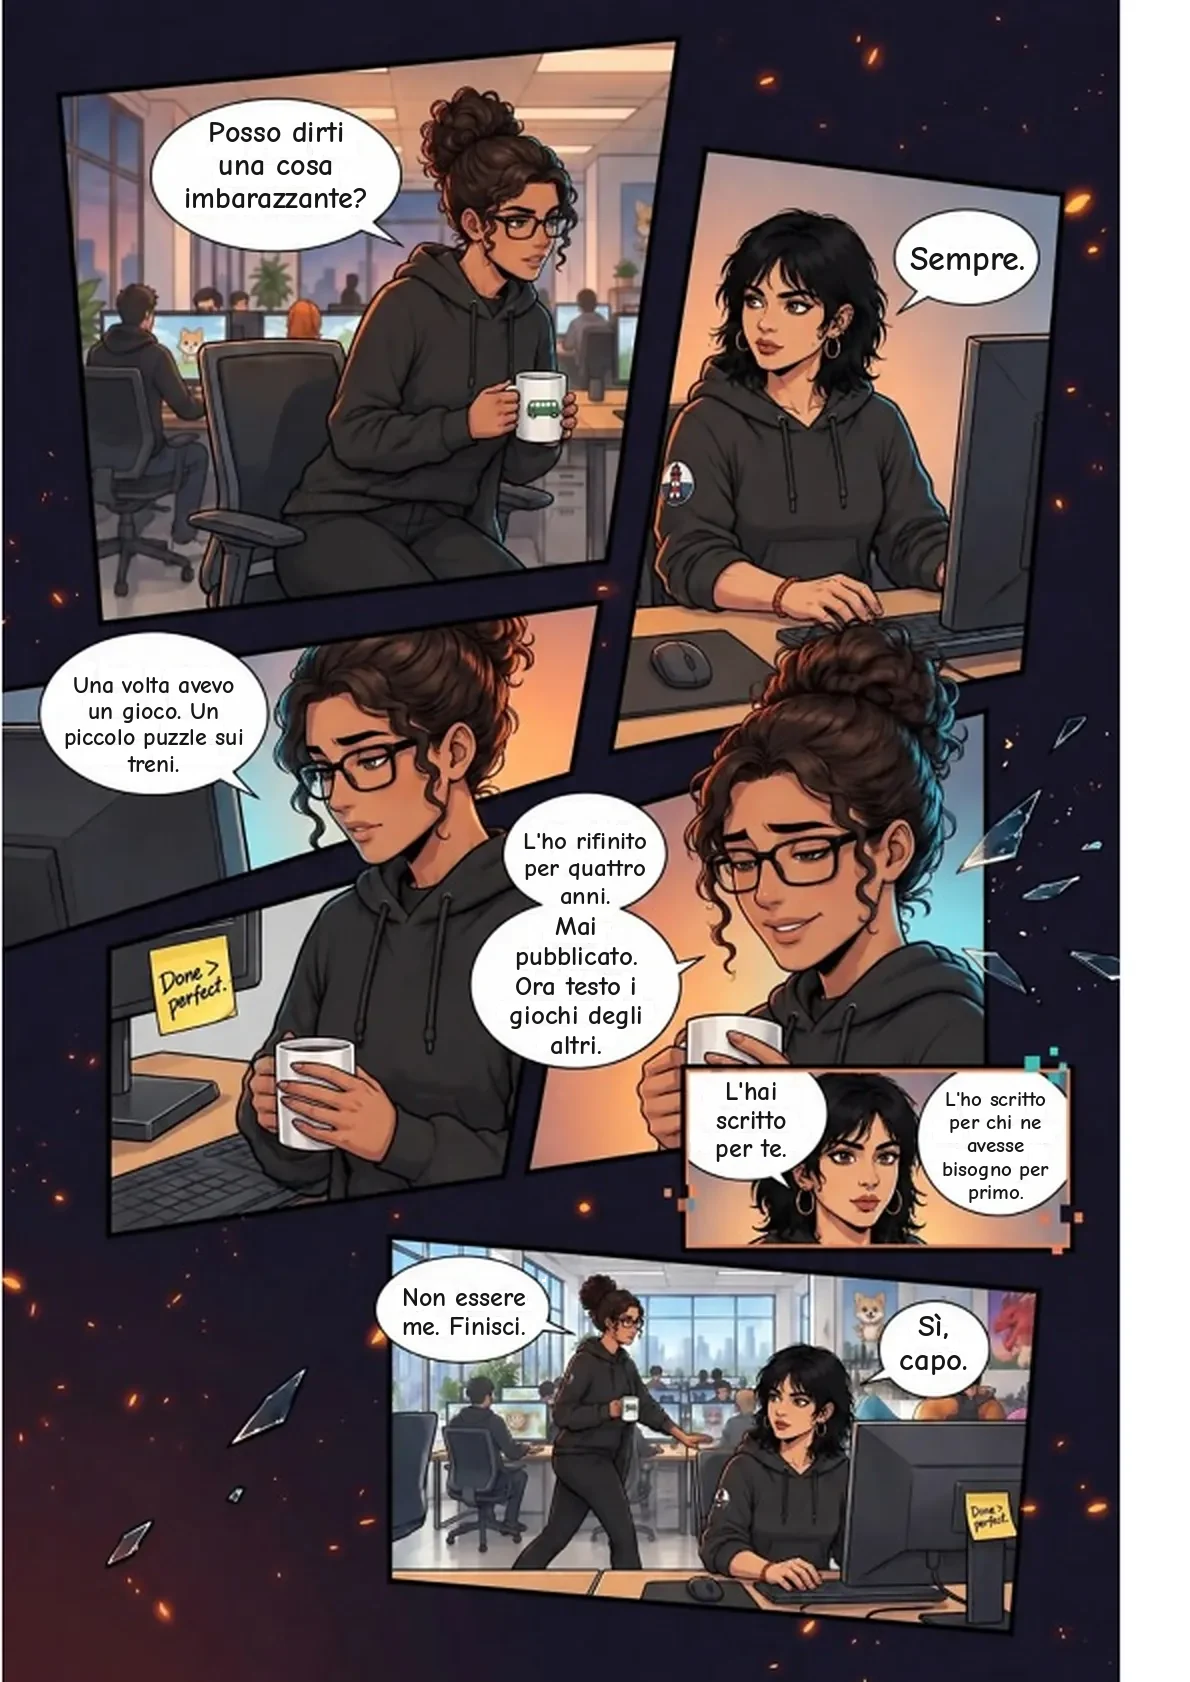 Posso dirti
una cosa
imbarazzante?
Sempre.
Una volta avevo
un gioco. Un
piccolo puzzle sui
treni.
L'ho rifinito
per quattro
anni.
Mai
pubblicato.
Ora testo i
giochi degli
altri.
Done >
perfect.
L'hai
scritto
per te.
L'ho scritto
per chi ne
avesse
bisogno per
primo.
Non essere
me. Finisci.
Sì,
capo.
Done >
perfect.